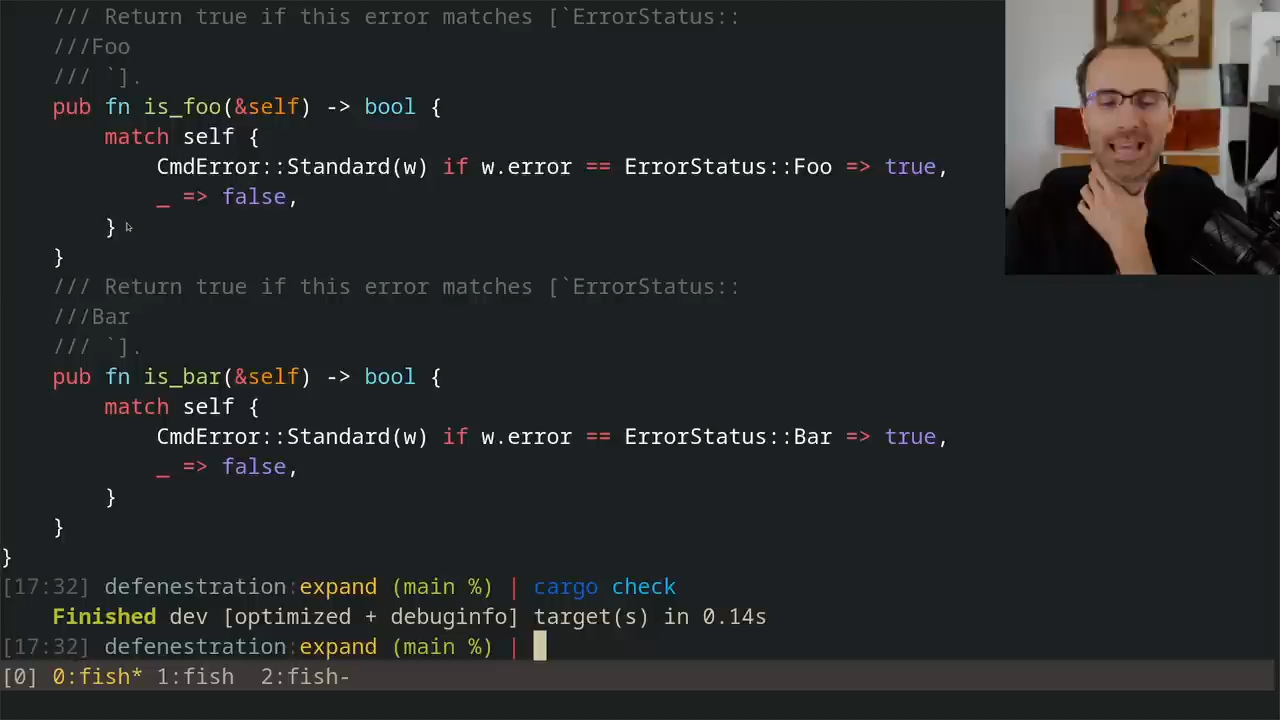 /// Return true if this error matches [`ErrorStatus::
///Foo
/// `].
pub fn is_foo(&self) -> bool {
match self {
CmdError::Standard(w) if w.error == ErrorStatus::Foo => true,
_ => false,
}
}
/// Return true if this error matches [`ErrorStatus::
///Bar
/// `].
pub fn is_bar(&self) -> bool {
match self {
CmdError::Standard(w) if w.error == ErrorStatus::Bar => true,
_ => false,
}
}
}
[17:32] defenestration:expand (main %) | cargo check
Finished dev [optimized + debuginfo] target(s) in 0.14s
[17:32] defenestration:expand (main %) |
[0] 0:fish* 1:fish 2:fish-